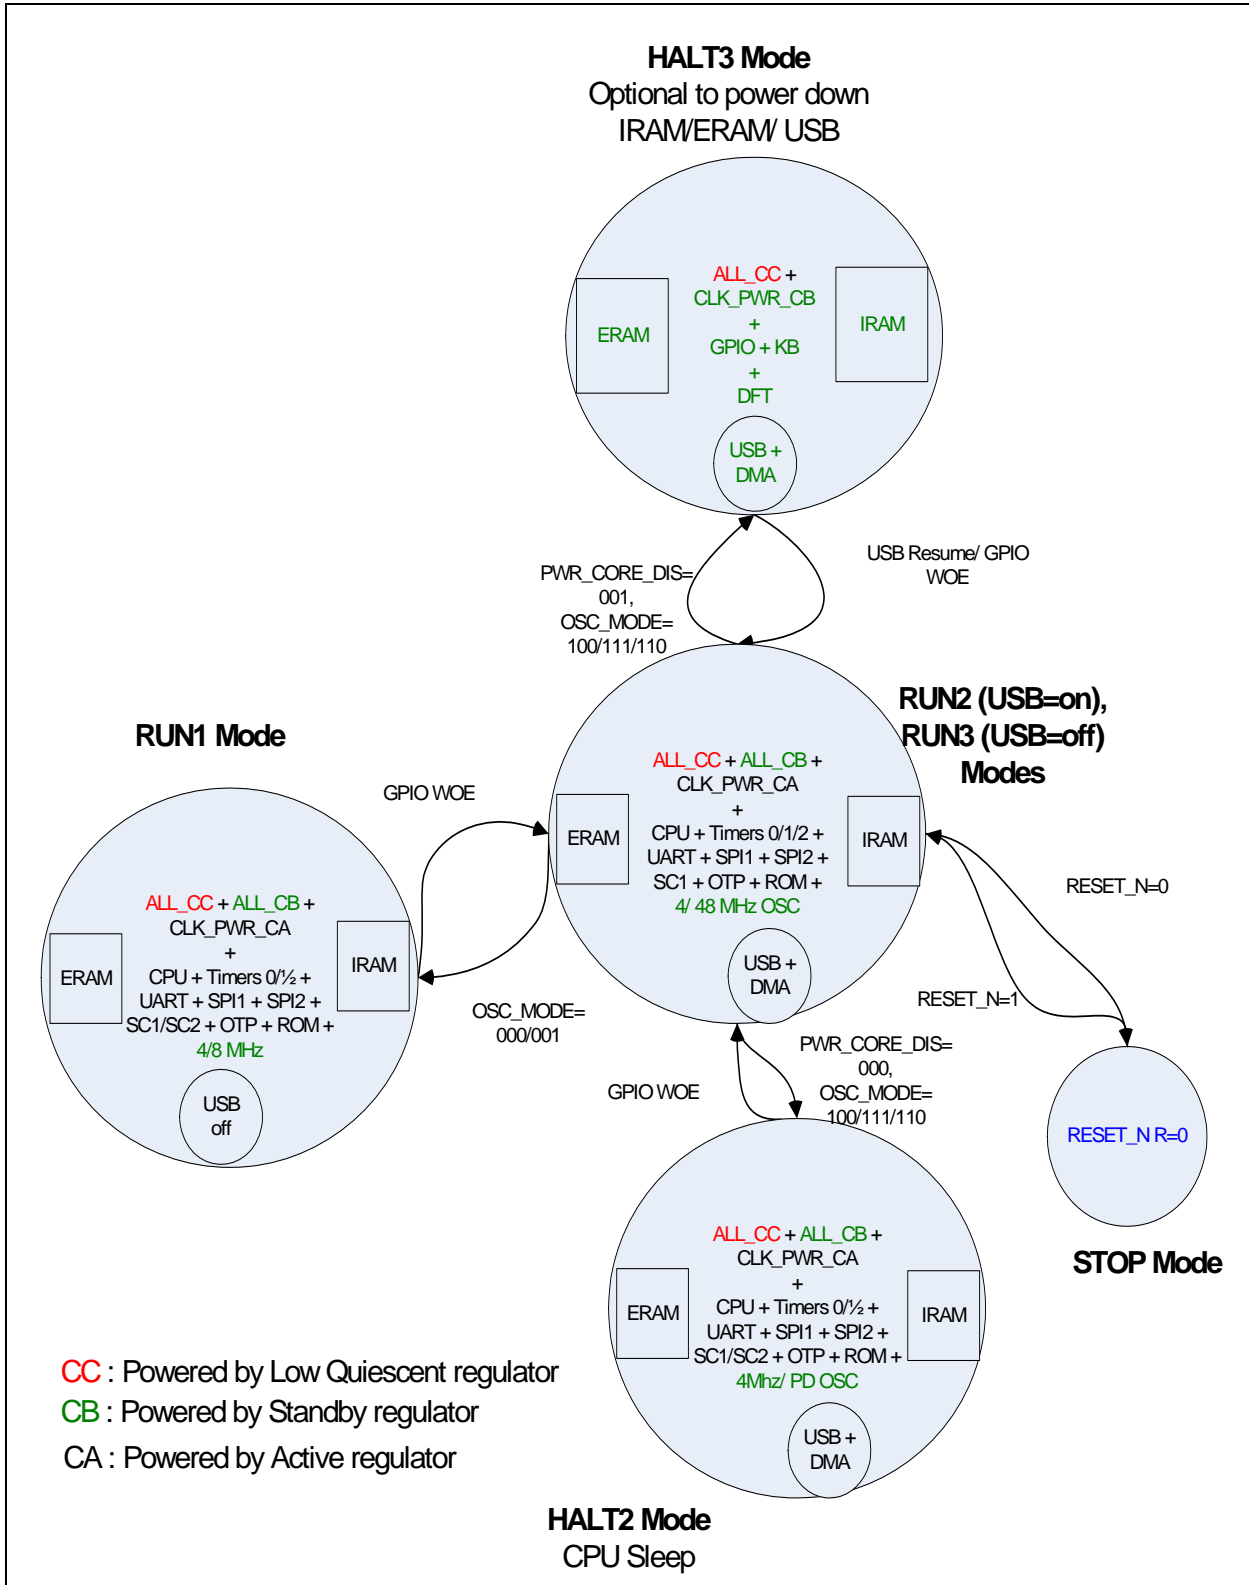 HALT3 Mode
Optional to power down
IRAM/ERAM/ USB
ALL_CC +
CLK_PWR_CB
+
GPIO + KB
+
DFT
ERAM
IRAM
USB +
DMA
PWR_CORE_DIS=
001,
OSC_MODE=
100/111/110
USB Resume/ GPIO
WOE
RUN2 (USB=on),
RUN3 (USB=off)
Modes
ALL_CC + ALL_CB +
CLK_PWR_CA
+
CPU + Timers 0/1/2 +
UART + SPI1 + SPI2 +
SC1 + OTP + ROM +
4/ 48 MHz OSC
ERAM
IRAM
USB +
DMA
RUN1 Mode
GPIO WOE
ALL_CC + ALL_CB +
CLK_PWR_CA
+
CPU + Timers 0/½ +
UART + SPI1 + SPI2 +
SC1/SC2 + OTP + ROM +
4/8 MHz
ERAM
IRAM
USB
off
OSC_MODE=
000/001
RESET_N=0
RESET_N=1
RESET_N R=0
STOP Mode
GPIO WOE
PWR_CORE_DIS=
000,
OSC_MODE=
100/111/110
ALL_CC + ALL_CB +
CLK_PWR_CA
+
CPU + Timers 0/½ +
UART + SPI1 + SPI2 +
SC1/SC2 + OTP + ROM +
4Mhz/ PD OSC
ERAM
IRAM
USB +
DMA
HALT2 Mode
CPU Sleep
CC : Powered by Low Quiescent regulator
CB : Powered by Standby regulator
CA : Powered by Active regulator